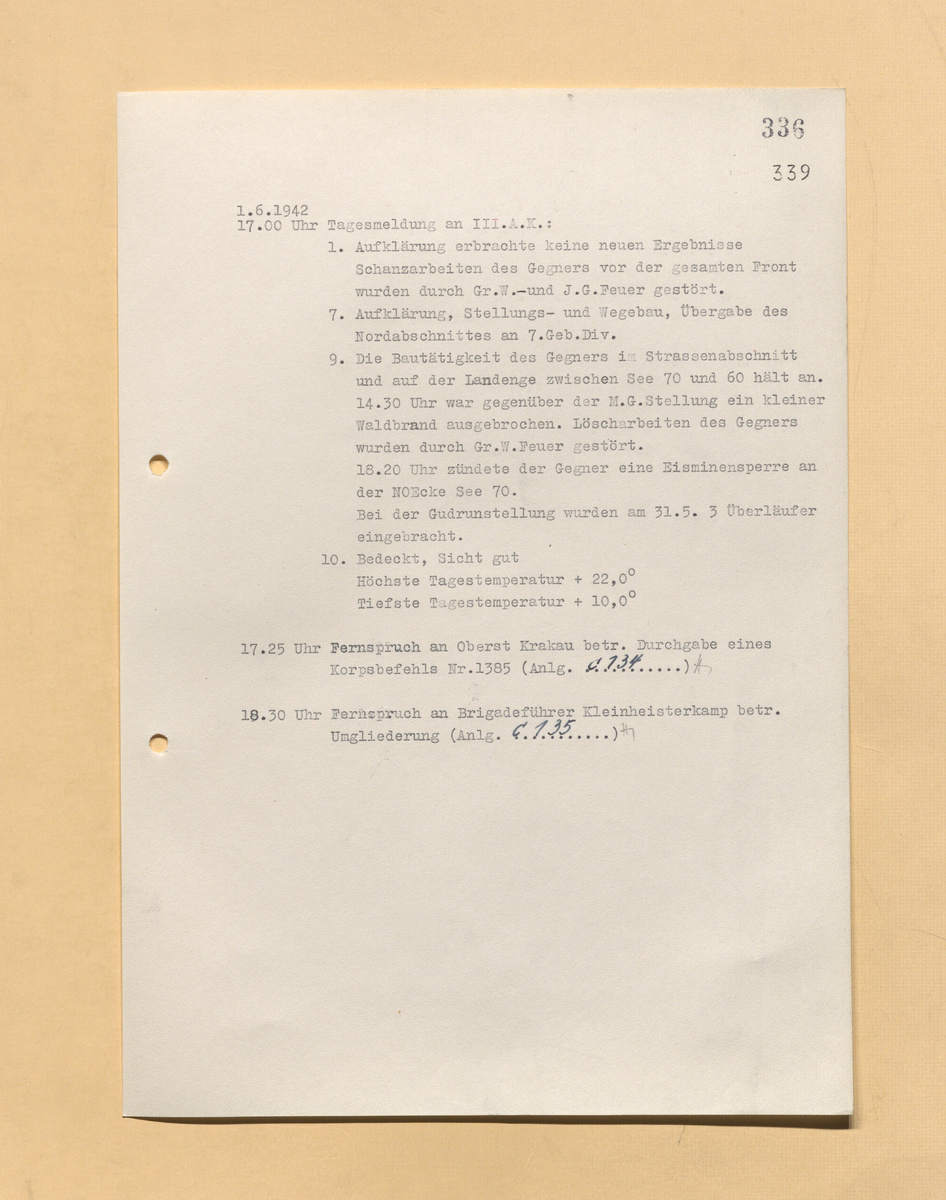 336
339
1.6.1942
17.00 Uhr Tagesmeldung an III.A.K.:
1. Aufklärung erbrachte keine neuen Ergebnisse
Schanzarbeiten des Gegners vor der gesamten Front
wurden durch Gr.W.-und J.G.Feuer gestört.
7. Aufklärung, Stellungs- und Wegebau, Übergabe des
Nordabschnittes an 7.Geb.Div.
9. Die Bautätigkeit des Gegners im Strassenabschnitt
und auf der Landenge zwischen See 70 und 60 hält an.
14.30 Uhr war gegenüber der M.G.Stellung ein kleiner
Waldbrand ausgebrochen. Löscharbeiten des Gegners
wurden durch Gr.W.Feuer gestört.
18.20 Uhr zündete der Gegner eine Eisminensperre an
der NOEcke See 70.
Bei der Gudrunstellung wurden am 31.5. 3 Überläufer
eingebracht.
10. Bedeckt, Sicht gut
Höchste Tagestemperatur + 22,0°
Tiefste Tagestemperatur + 10,0°
17.25 Uhr Fernspruch an Oberst Krakau betr. Durchgabe eines
Korpsbefehls Nr.1385 (Anlg. C.134.....)
18.30 Uhr Fernspruch an Brigadeführer Kleinheisterkamp betr.
Umgliederung (Anlg. C.135.....)